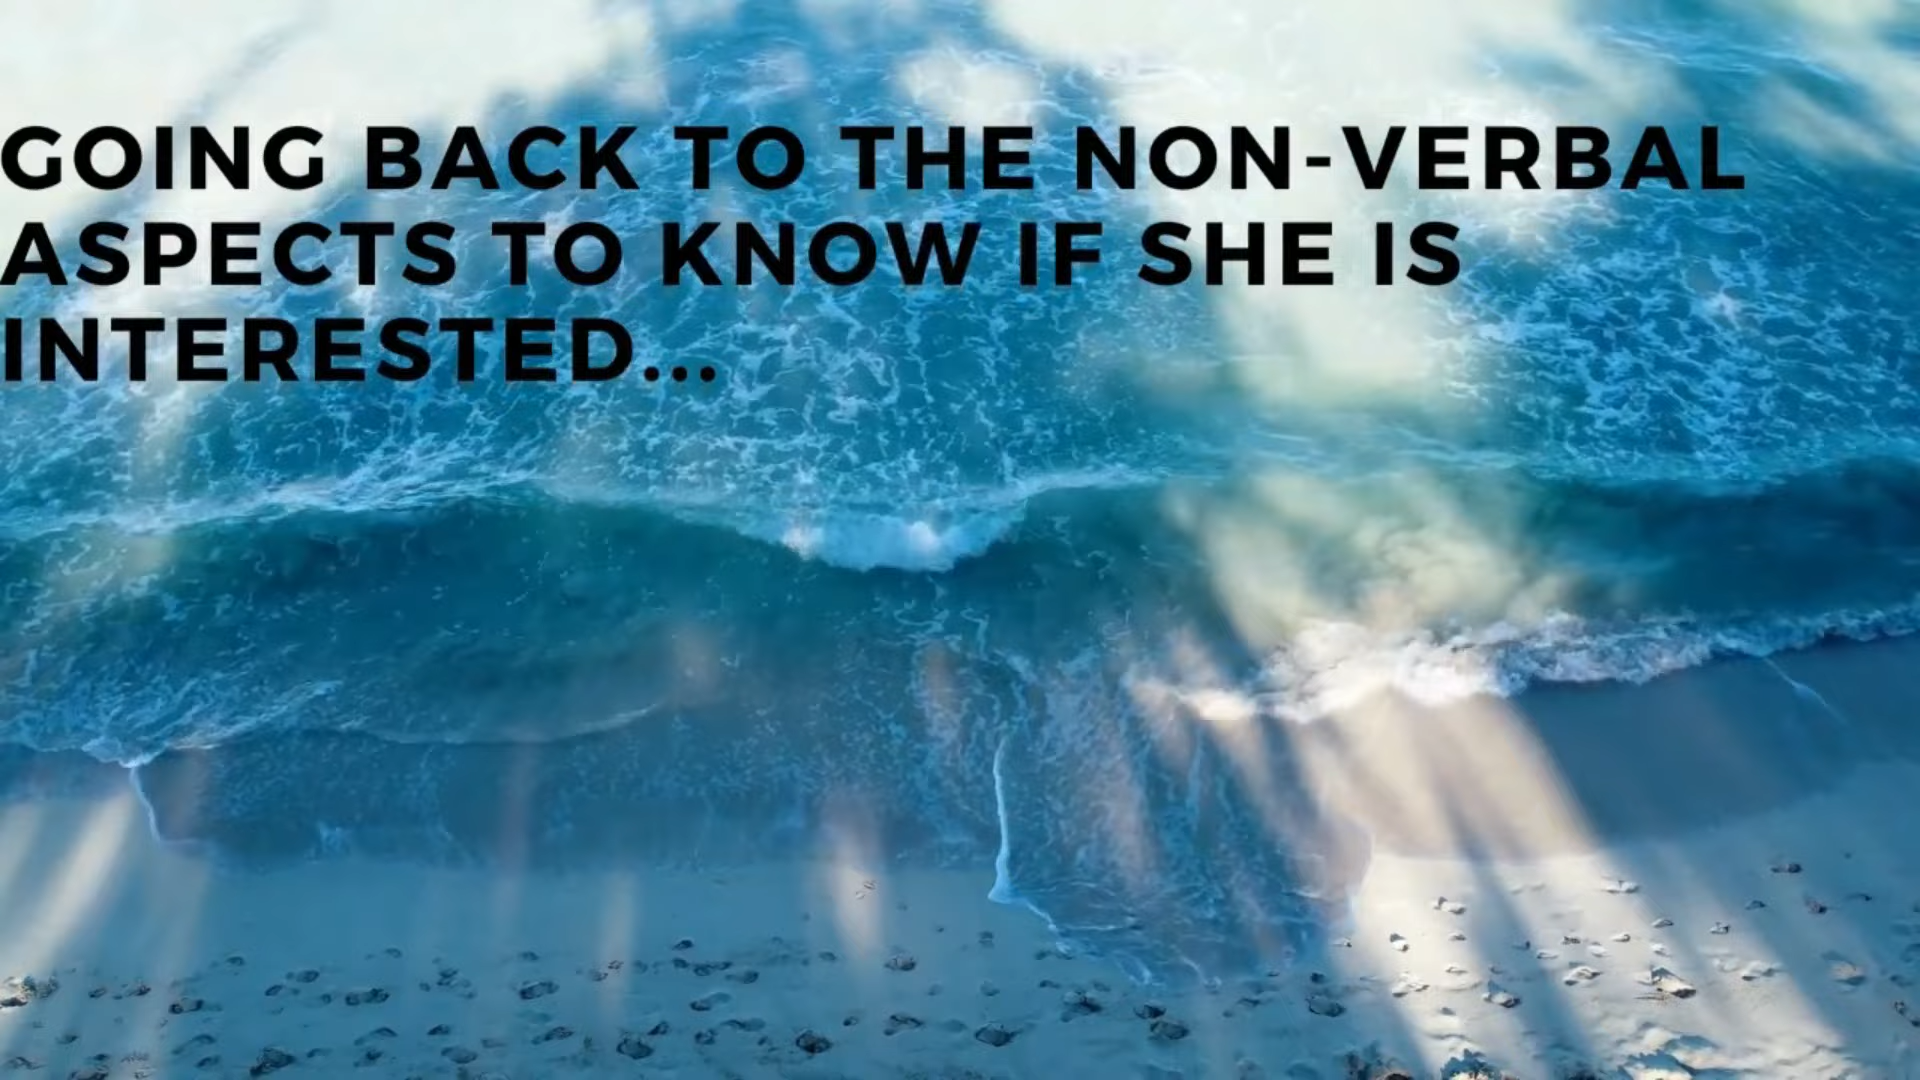 GOING BACK TO THE NON-VERBAL
ASPECTS TO KNOW IF SHE IS
INTERESTED...